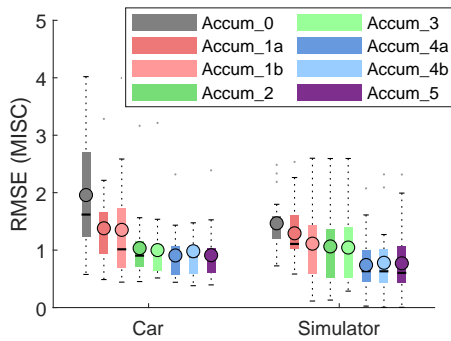 Accum_0
Accum_1a
Accum_1b
Accum_2
Accum_3
Accum_4a
Accum_4b
Accum_5
RMSE (MISC)
5
4
3
2
1
0
Car
Simulator